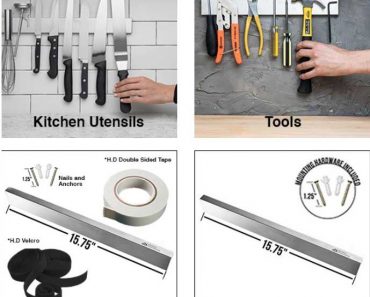 Kitchen Utensils
Tools
*H.D Double Sided Tape
1.25"
Nails and
Anchors
15.75"
*H.D Velcro
MOUNTING HARDWARE INCLUDED
1.25"
15.75"